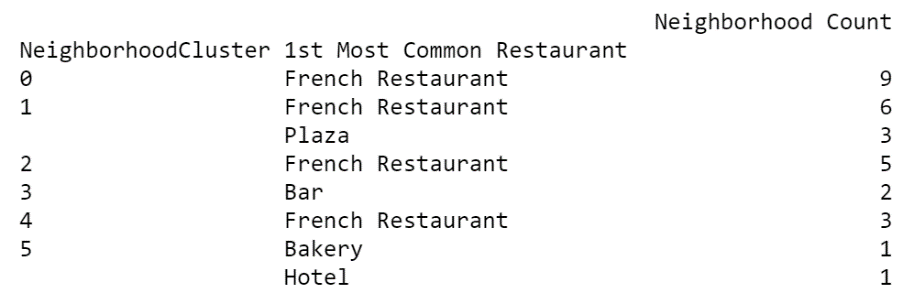 Neighborhood Count
NeighborhoodCluster 1st Most Common Restaurant
0 French Restaurant 9
1 French Restaurant 6
Plaza 3
2 French Restaurant 5
3 Bar 2
4 French Restaurant 3
5 Bakery 1
Hotel 1